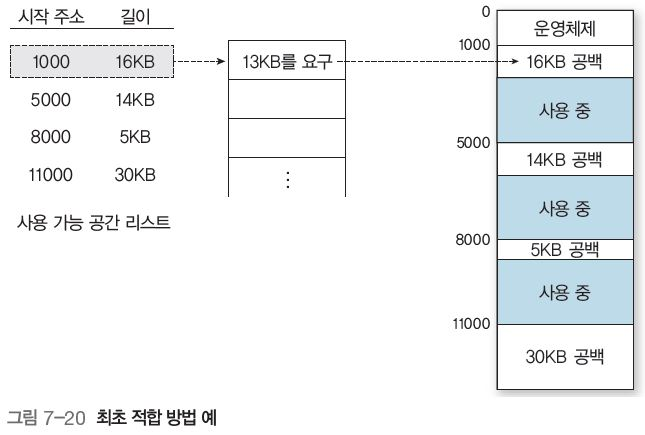 시작 주소 길이
1000 16KB
5000 14KB
8000 5KB
11000 30KB
사용 가능 공간 리스트
13KB를 요구
⋮
0
운영체제
1000
16KB 공백
사용 중
5000
14KB 공백
사용 중
8000
5KB 공백
사용 중
11000
30KB 공백
그림 7-20 최초 적합 방법 예